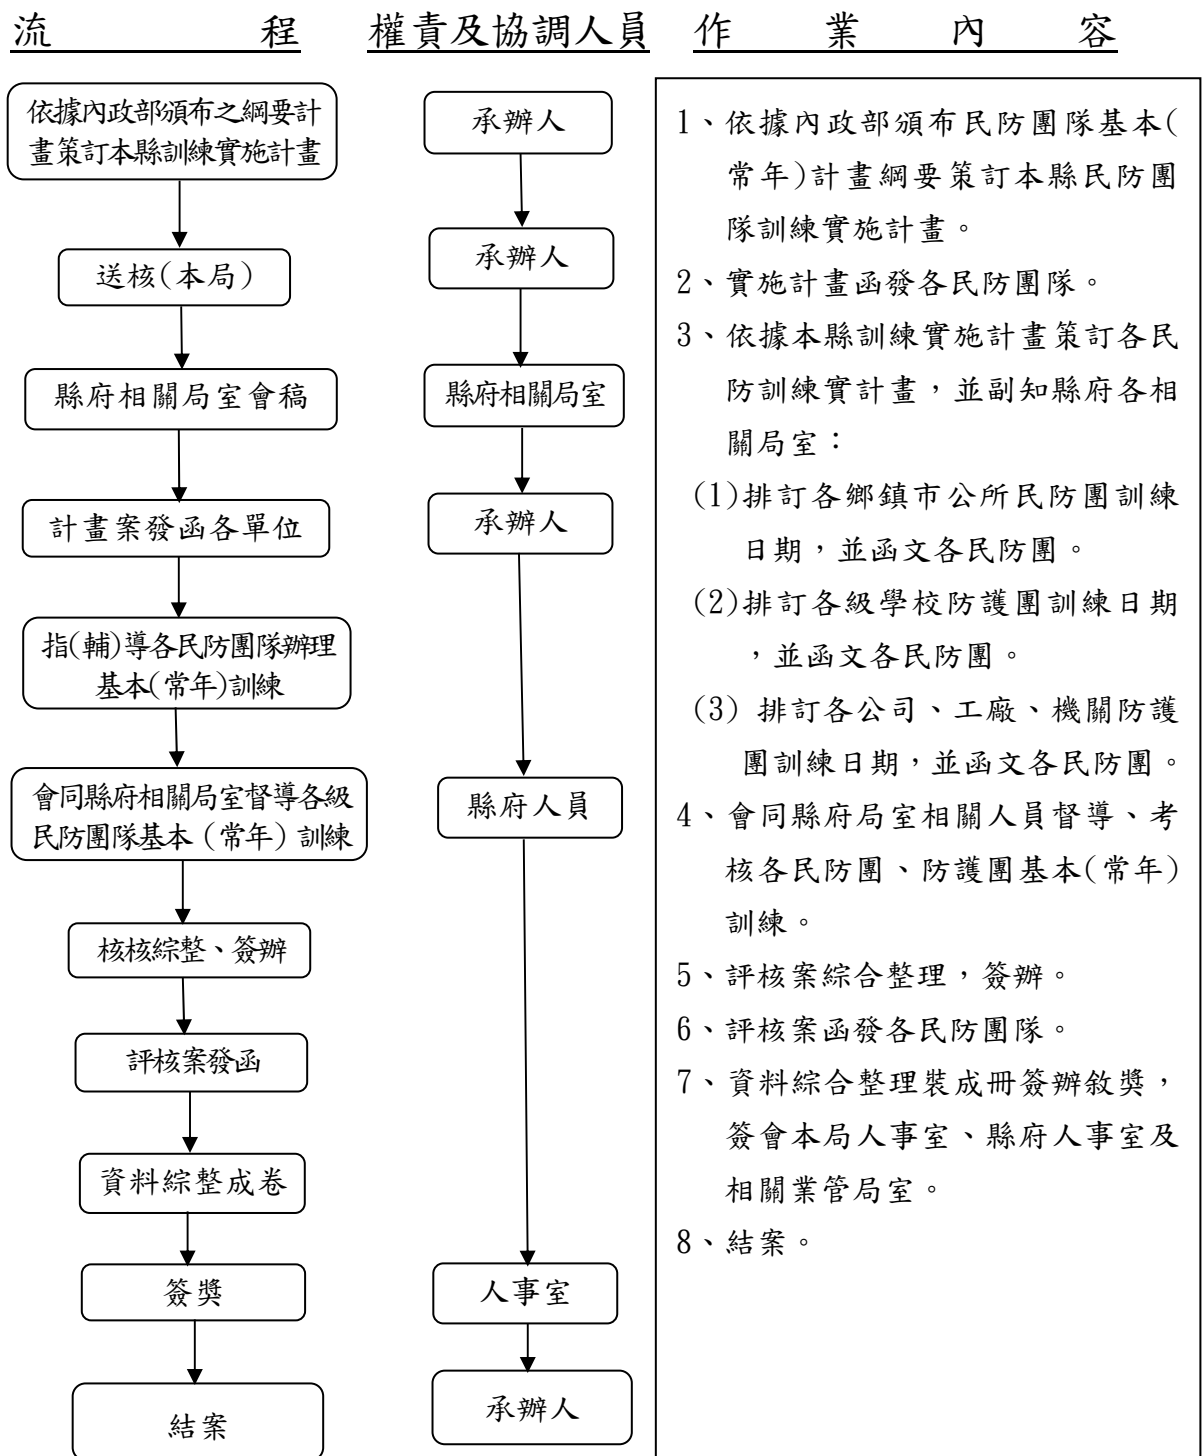 流程
權責及協調人員
作業內容
依據內政部頒布之綱要計
畫策訂本縣訓練實施計畫
送核(本局)
縣府相關局室會稿
計畫案發函各單位
指(輔)導各民防團隊辦理
基本(常年)訓練
會同縣府相關局室督導各級
民防團隊基本（常年）訓練
核核綜整、簽辦
評核案發函
資料綜整成卷
簽獎
結案
承辦人
承辦人
縣府相關局室
承辦人
縣府人員
人事室
承辦人
1、依據內政部頒布民防團隊基本(
常年)計畫綱要策訂本縣民防團
隊訓練實施計畫。
2、實施計畫函發各民防團隊。
3、依據本縣訓練實施計畫策訂各民
防訓練實計畫，並副知縣府各相
關局室：
(1)排訂各鄉鎮市公所民防團訓練
日期，並函文各民防團。
(2)排訂各級學校防護團訓練日期
，並函文各民防團。
(3) 排訂各公司、工廠、機關防護
團訓練日期，並函文各民防團。
4、會同縣府局室相關人員督導、考
核各民防團、防護團基本(常年)
訓練。
5、評核案綜合整理，簽辦。
6、評核案函發各民防團隊。
7、資料綜合整理裝成冊簽辦敘獎，
簽會本局人事室、縣府人事室及
相關業管局室。
8、結案。